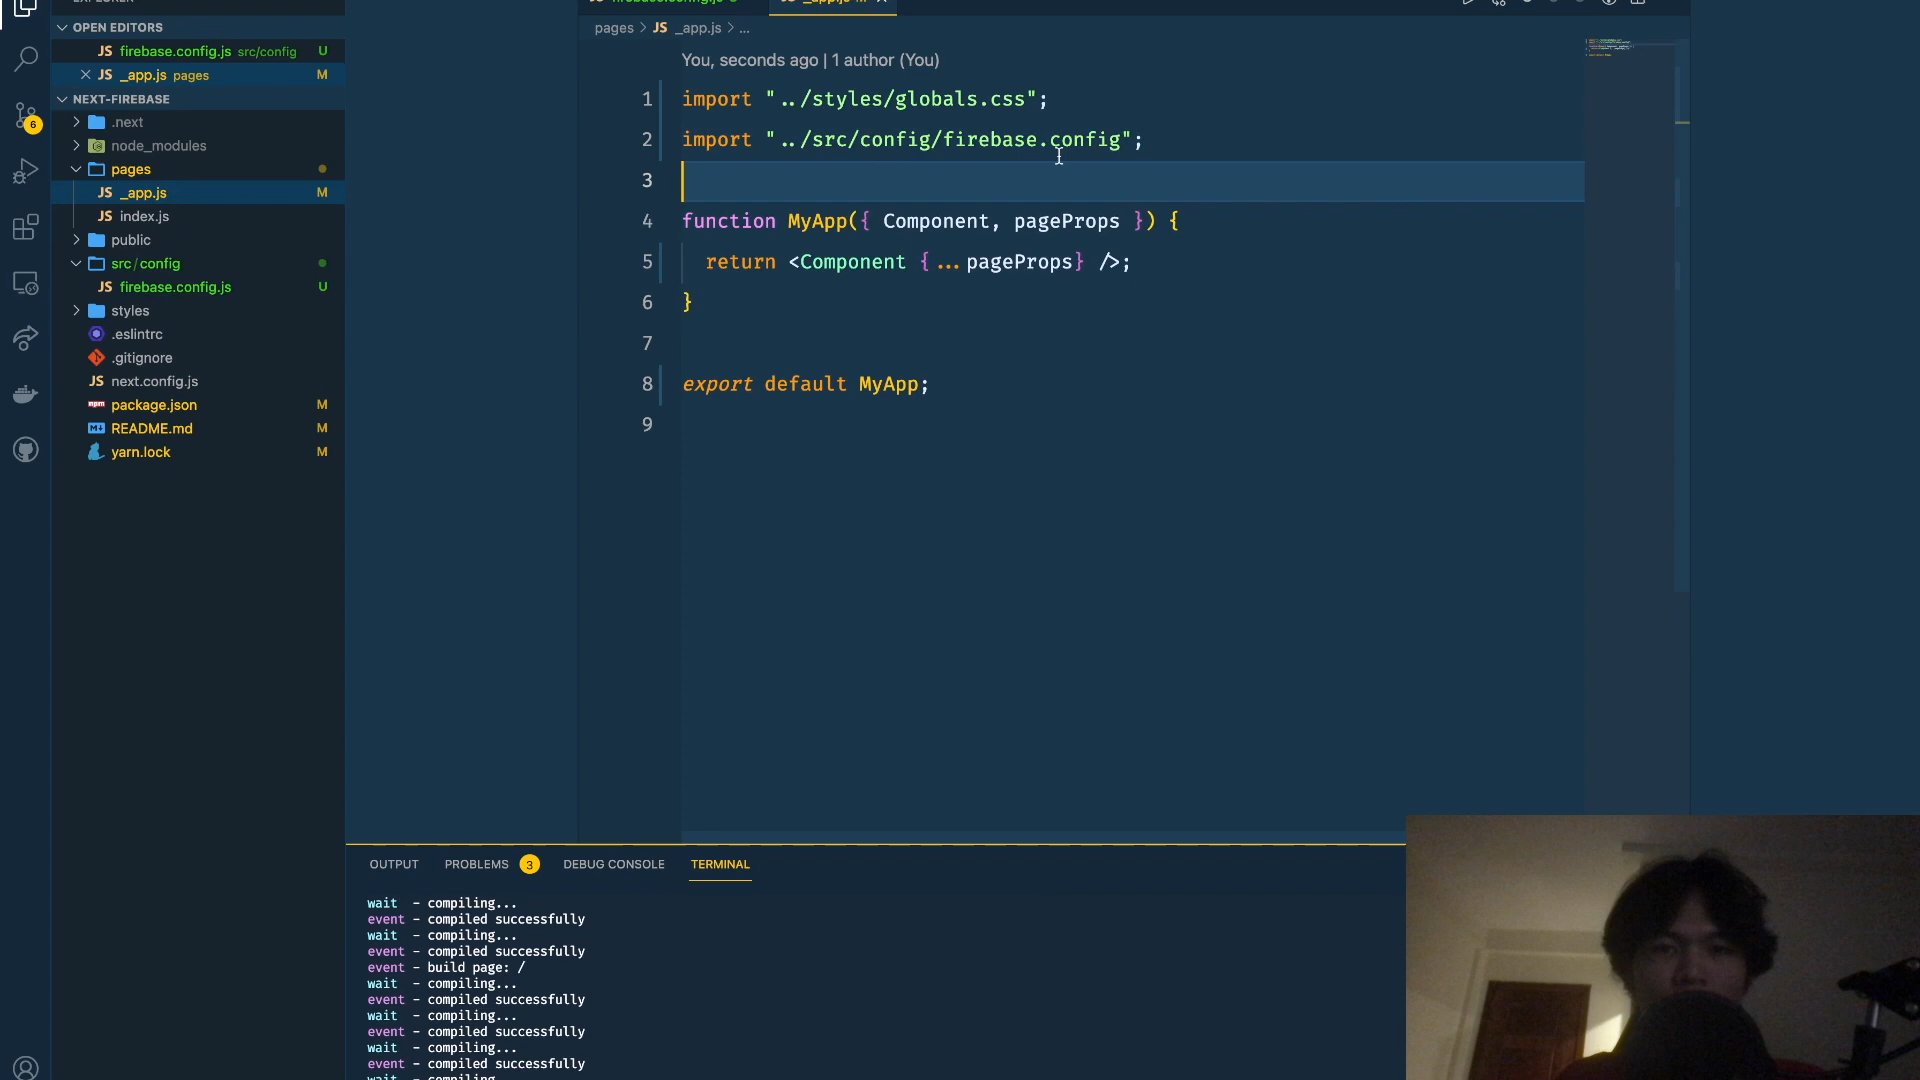 OPEN EDITORS
JS firebase.config.js src/config U
JS _app.js pages M
NEXT-FIREBASE
.next
node_modules
pages
JS _app.js M
JS index.js
public
src/config
JS firebase.config.js U
styles
.eslintrc
.gitignore
JS next.config.js
package.json M
README.md M
yarn.lock M
6
pages > JS _app.js > ...
You, seconds ago | 1 author (You)
1 import "../styles/globals.css";
2 import "../src/config/firebase.config";
3
4 function MyApp({ Component, pageProps }) {
5 return <Component {...pageProps} />;
6 }
7
8 export default MyApp;
9
OUTPUT PROBLEMS 3 DEBUG CONSOLE TERMINAL
wait - compiling...
event - compiled successfully
wait - compiling...
event - compiled successfully
event - build page: /
wait - compiling...
event - compiled successfully
wait - compiling...
event - compiled successfully
wait - compiling...
event - compiled successfully